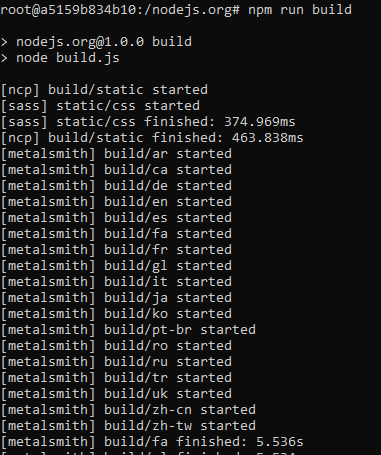 root@a5159b834b10:/nodejs.org# npm run build
> nodejs.org@1.0.0 build
> node build.js
[ncp] build/static started
[sass] static/css started
[sass] static/css finished: 374.969ms
[ncp] build/static finished: 463.838ms
[metalsmith] build/ar started
[metalsmith] build/ca started
[metalsmith] build/de started
[metalsmith] build/en started
[metalsmith] build/es started
[metalsmith] build/fa started
[metalsmith] build/fr started
[metalsmith] build/gl started
[metalsmith] build/it started
[metalsmith] build/ja started
[metalsmith] build/ko started
[metalsmith] build/pt-br started
[metalsmith] build/ro started
[metalsmith] build/ru started
[metalsmith] build/tr started
[metalsmith] build/uk started
[metalsmith] build/zh-cn started
[metalsmith] build/zh-tw started
[metalsmith] build/fa finished: 5.536s